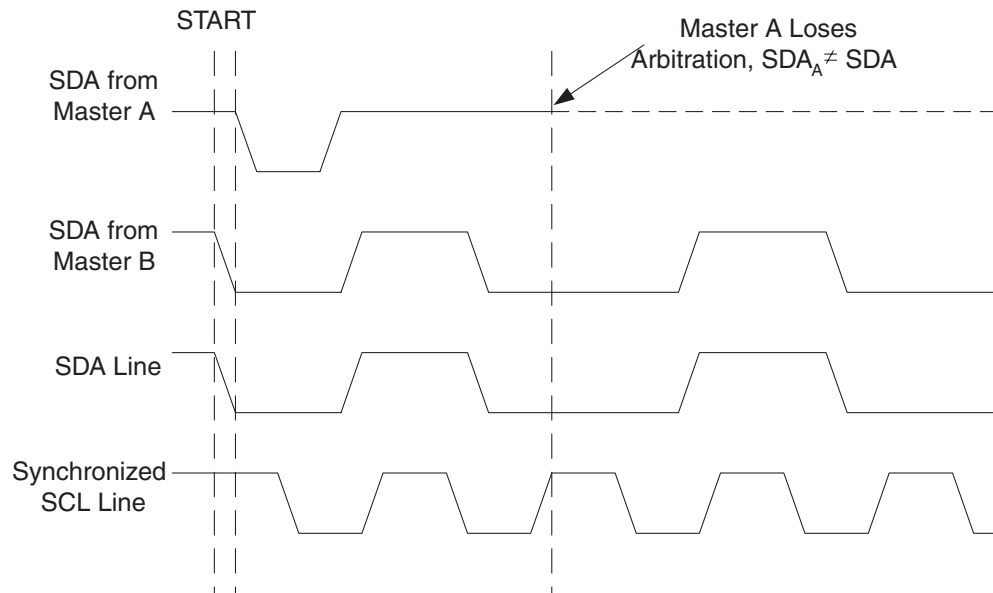 START
Master A Loses
Arbitration, SDA_A ≠ SDA
SDA from
Master A
SDA from
Master B
SDA Line
Synchronized
SCL Line